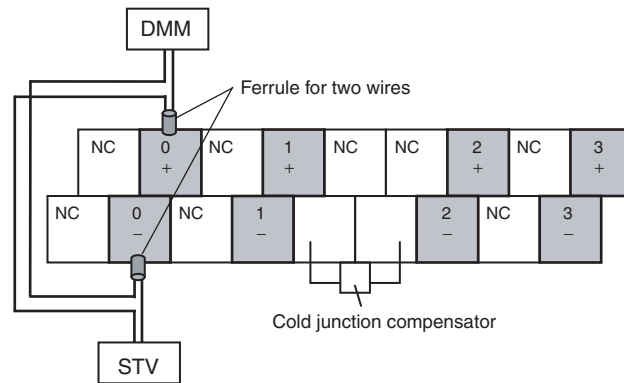 DMM
Ferrule for two wires
NC 0 + NC 1 + NC NC 2 + NC 3 +
NC 0 − NC 1 − 2 − NC 3 −
Cold junction compensator
STV